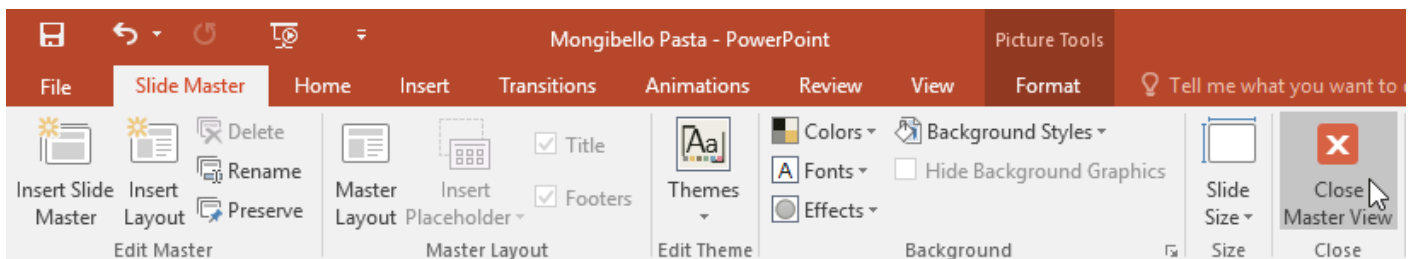 Mongibello Pasta - PowerPoint
Picture Tools
File Slide Master Home Insert Transitions Animations Review View Format Tell me what you want to
Insert Slide Master
Insert Layout
Delete
Rename
Preserve
Edit Master
Master Layout
Insert Placeholder
Title
Footers
Master Layout
Aa
Themes
Edit Theme
Colors
A Fonts
Effects
Background Styles
Hide Background Graphics
Background
Slide Size
Size
Close Master View
Close